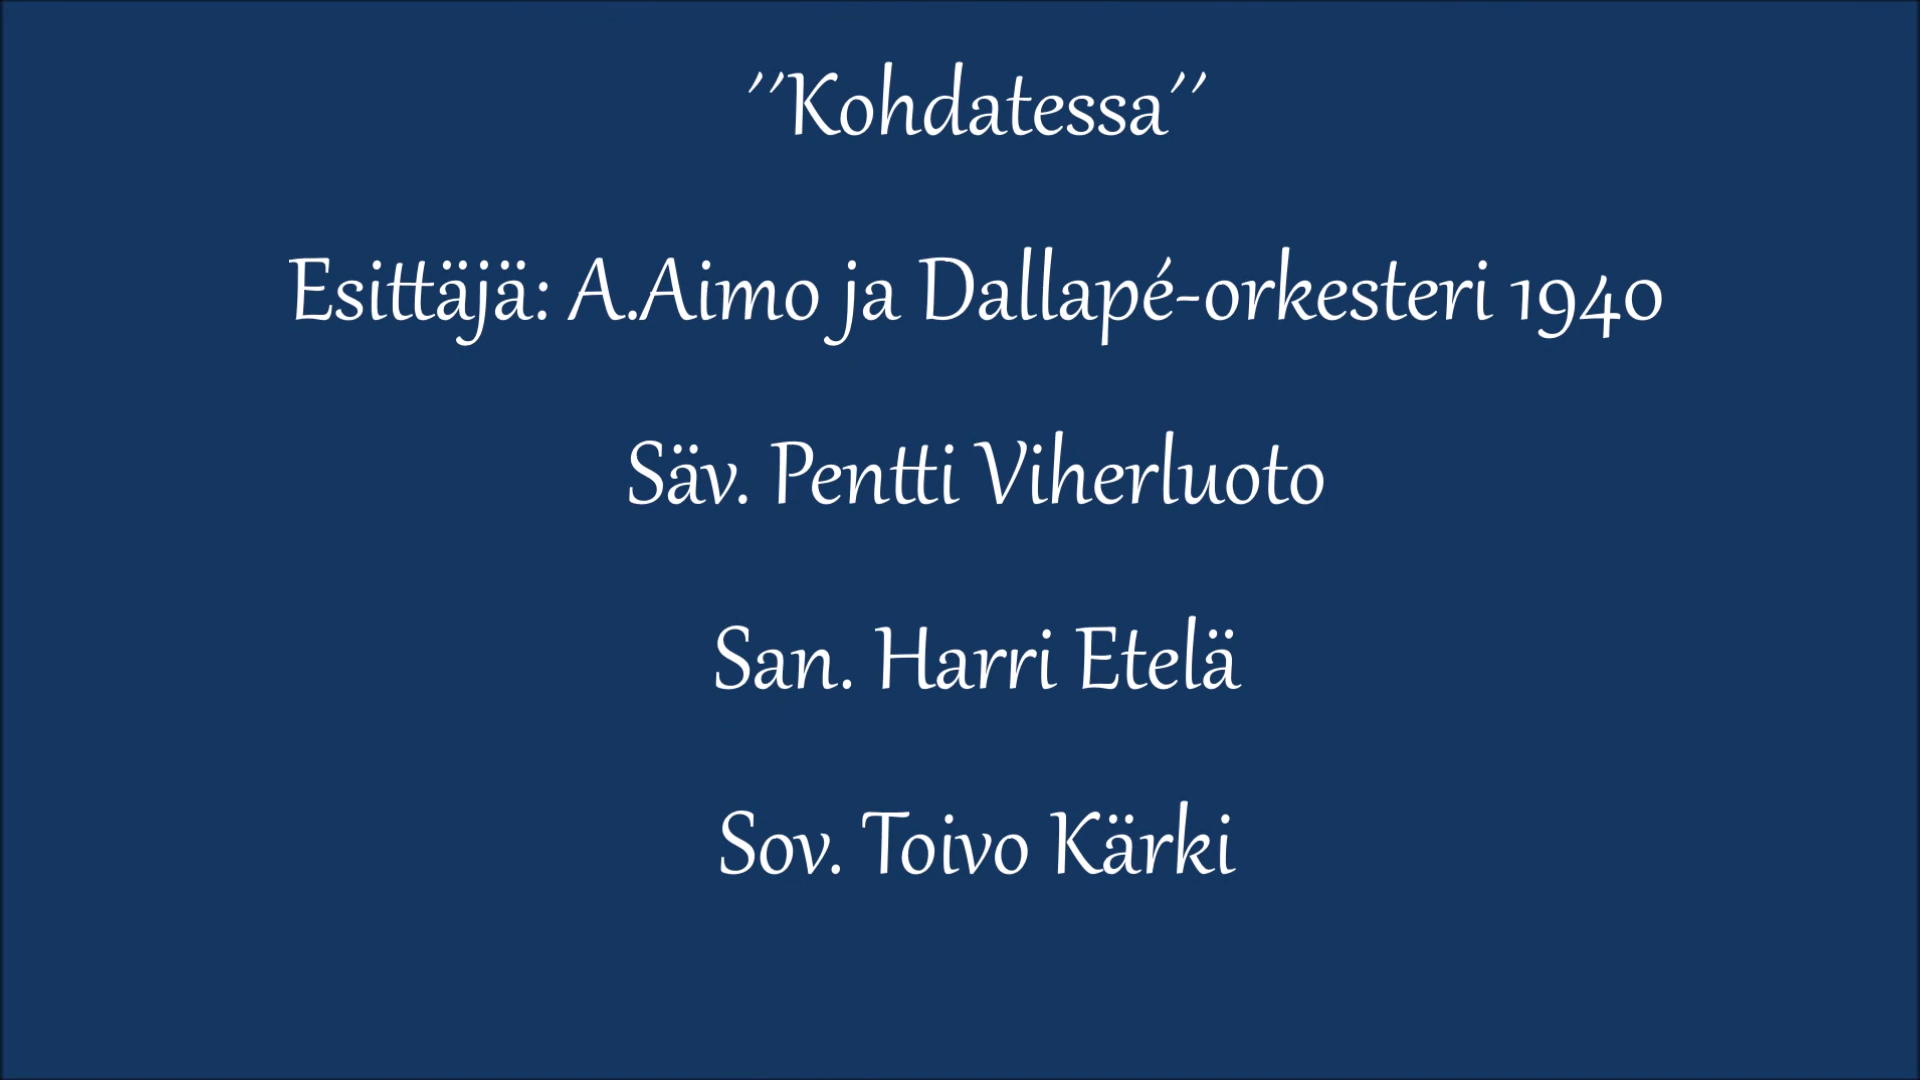 ´´Kohdatessa´´
Esittäjä: A.Aimo ja Dallapé-orkesteri 1940
Säv. Pentti Viherluoto
San. Harri Etelä
Sov. Toivo Kärki